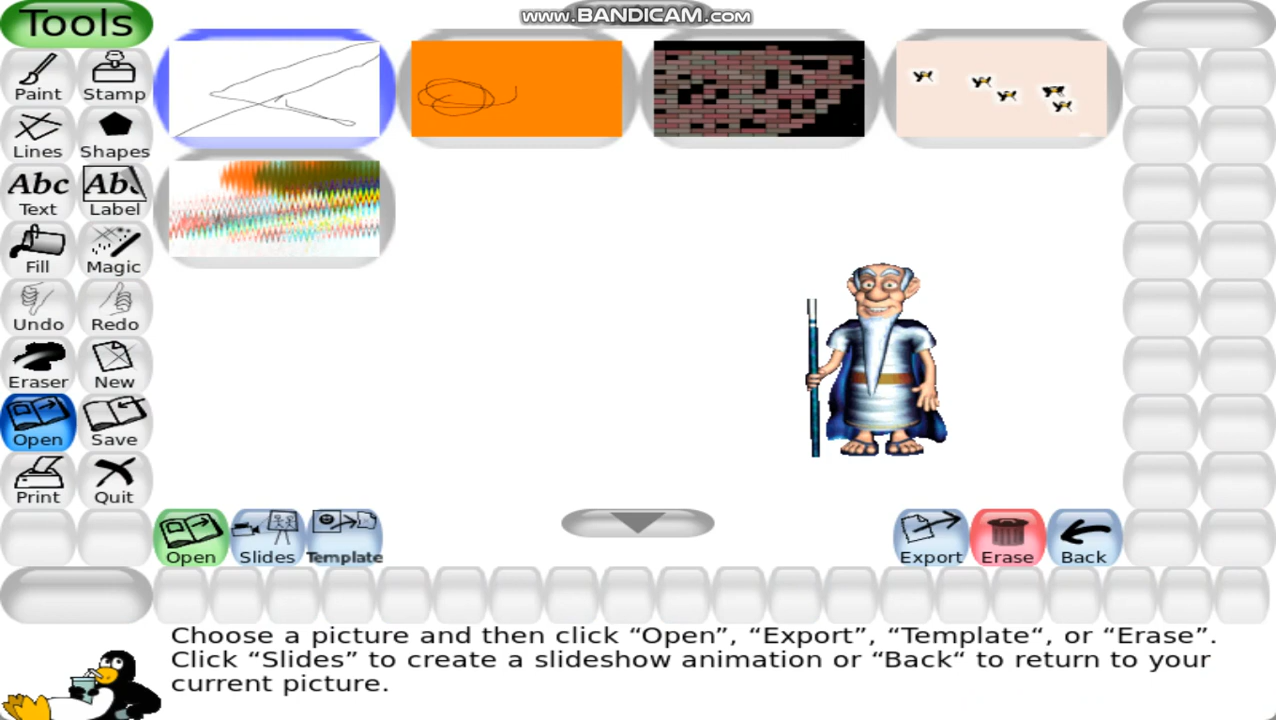 www.BANDICAM.com
Tools
Paint
Stamp
Lines
Shapes
Abc
Text
Abc
Label
Fill
Magic
Undo
Redo
Eraser
New
Open
Save
Print
Quit
Open
Slides
Template
Export
Erase
Back
Choose a picture and then click “Open”, “Export”, “Template“, or “Erase”.
Click “Slides” to create a slideshow animation or “Back“ to return to your
current picture.